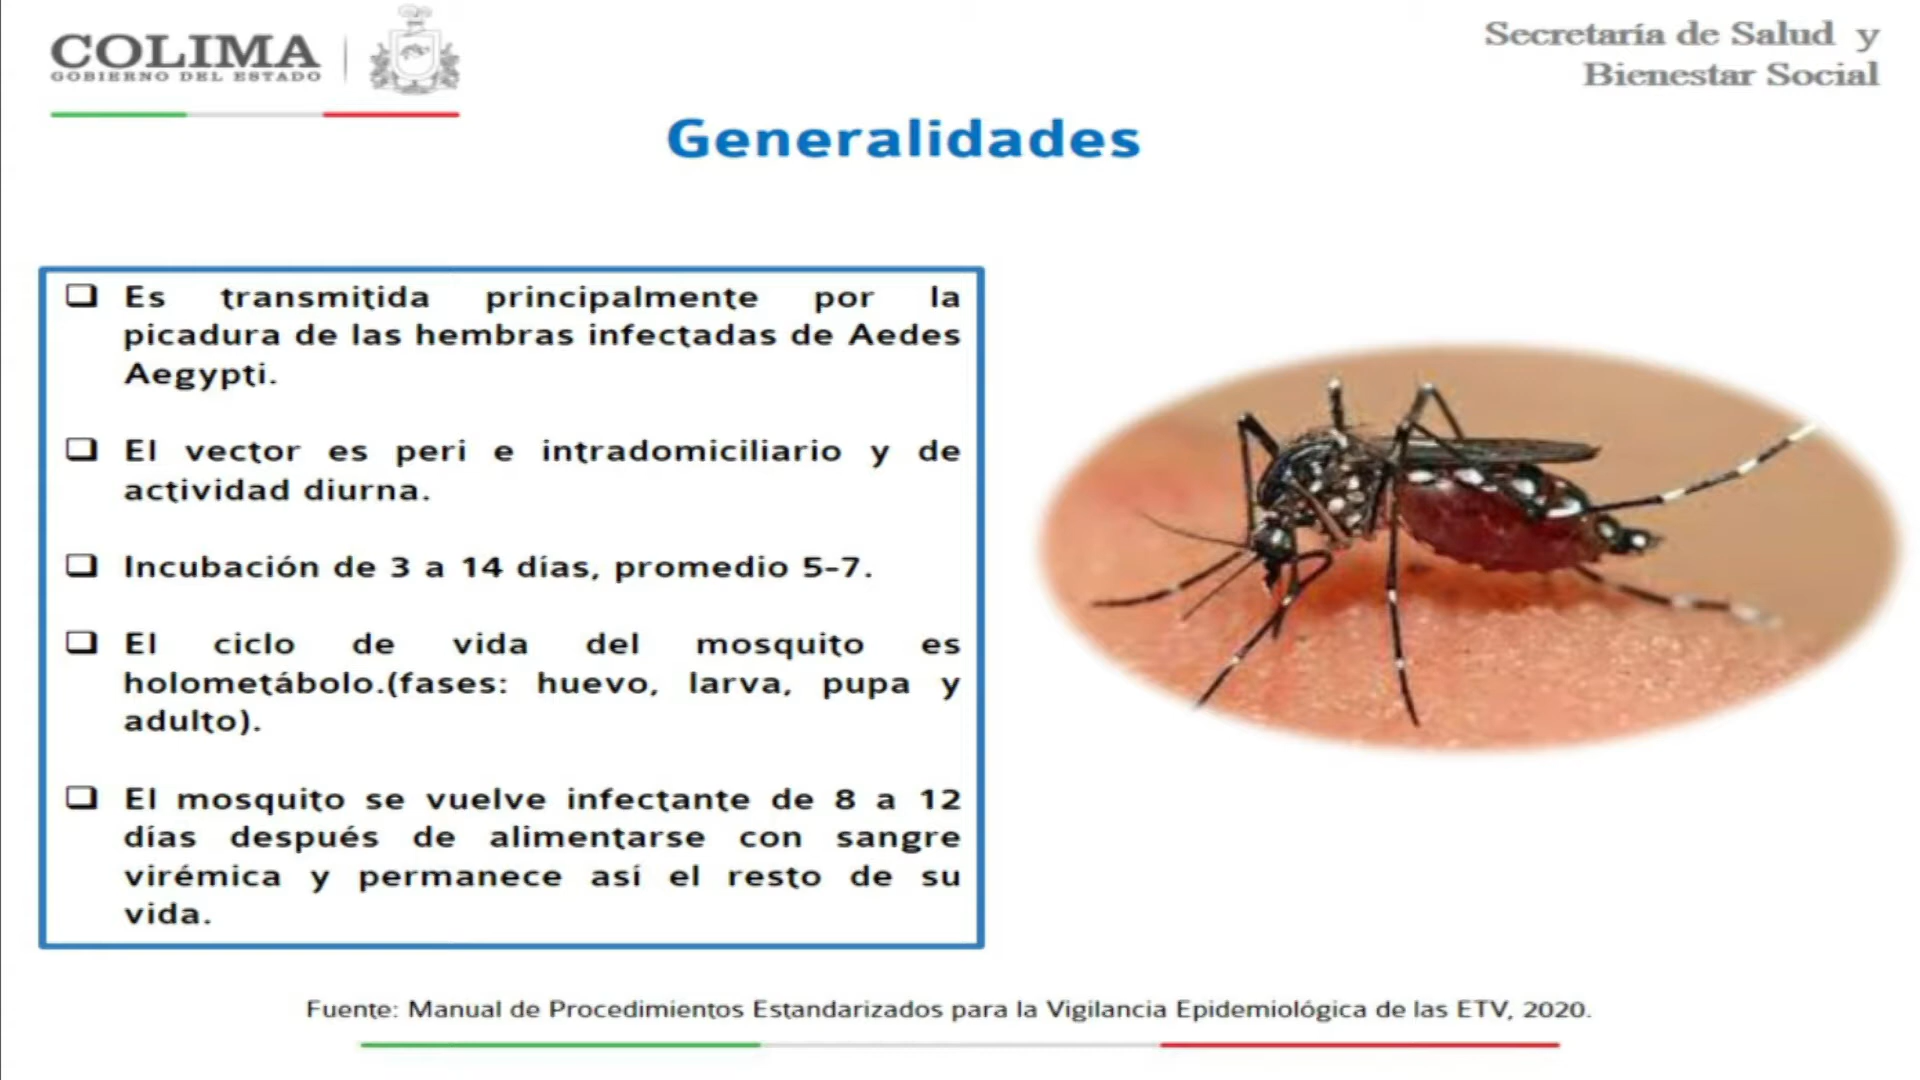 COLIMA
GOBIERNO DEL ESTADO
Secretaría de Salud y
Bienestar Social
Generalidades
❑ Es transmitida principalmente por la
picadura de las hembras infectadas de Aedes
Aegypti.
❑ El vector es peri e intradomiciliario y de
actividad diurna.
❑ Incubación de 3 a 14 días, promedio 5-7.
❑ El ciclo de vida del mosquito es
holometábolo.(fases: huevo, larva, pupa y
adulto).
❑ El mosquito se vuelve infectante de 8 a 12
días después de alimentarse con sangre
virémica y permanece así el resto de su
vida.
Fuente: Manual de Procedimientos Estandarizados para la Vigilancia Epidemiológica de las ETV, 2020.